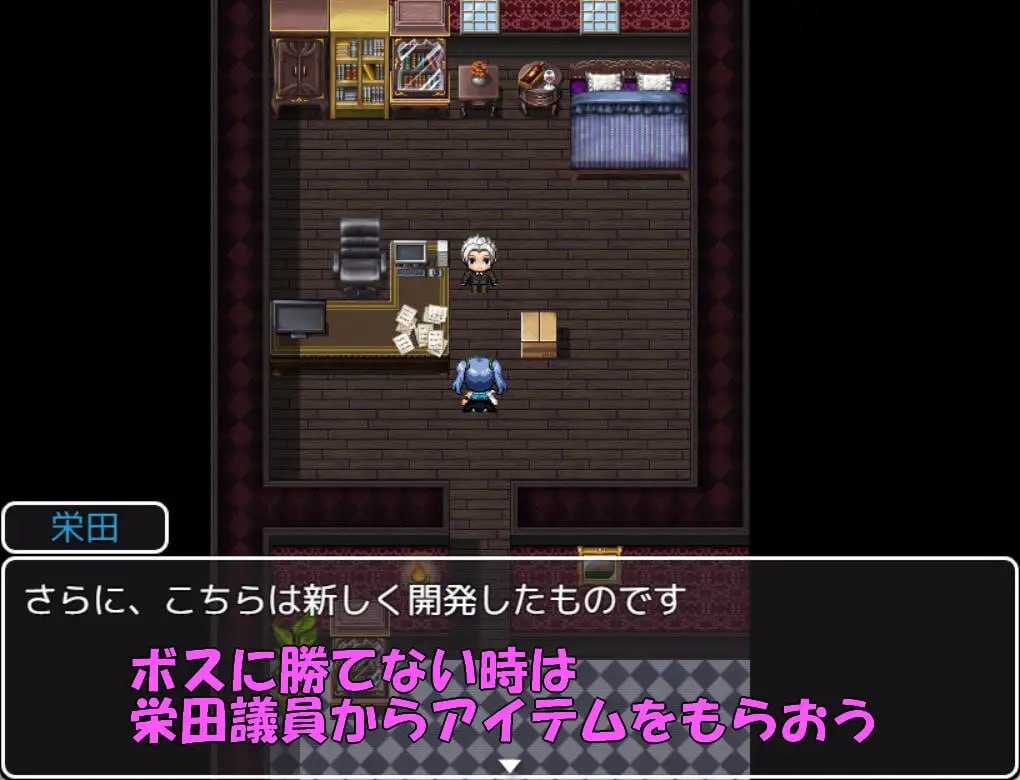 栄田
さらに、こちらは新しく開発したものです
ボスに勝てない時は
栄田議員からアイテムをもらおう